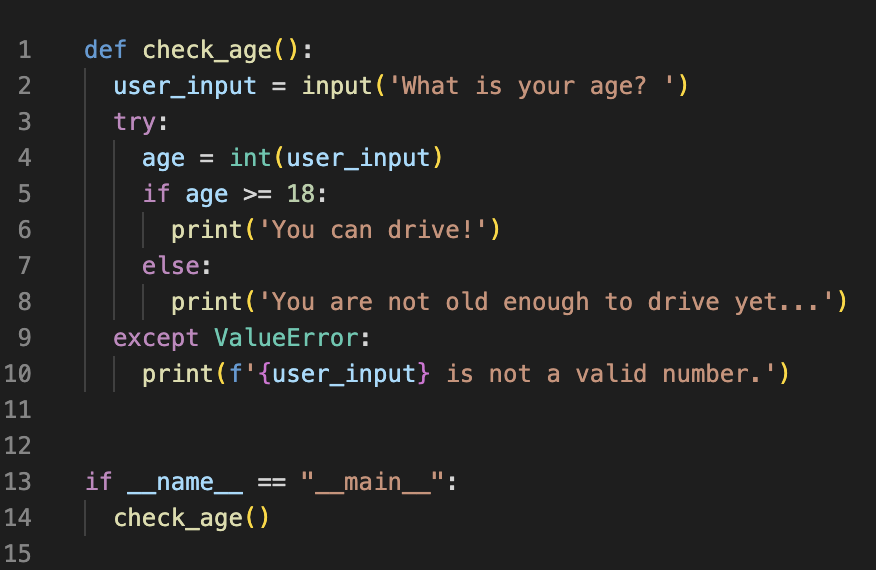 1 def check_age():
2   user_input = input('What is your age? ')
3   try:
4     age = int(user_input)
5     if age >= 18:
6       print('You can drive!')
7     else:
8       print('You are not old enough to drive yet...')
9   except ValueError:
10     print(f'{user_input} is not a valid number.')
11
12
13 if __name__ == "__main__":
14   check_age()
15